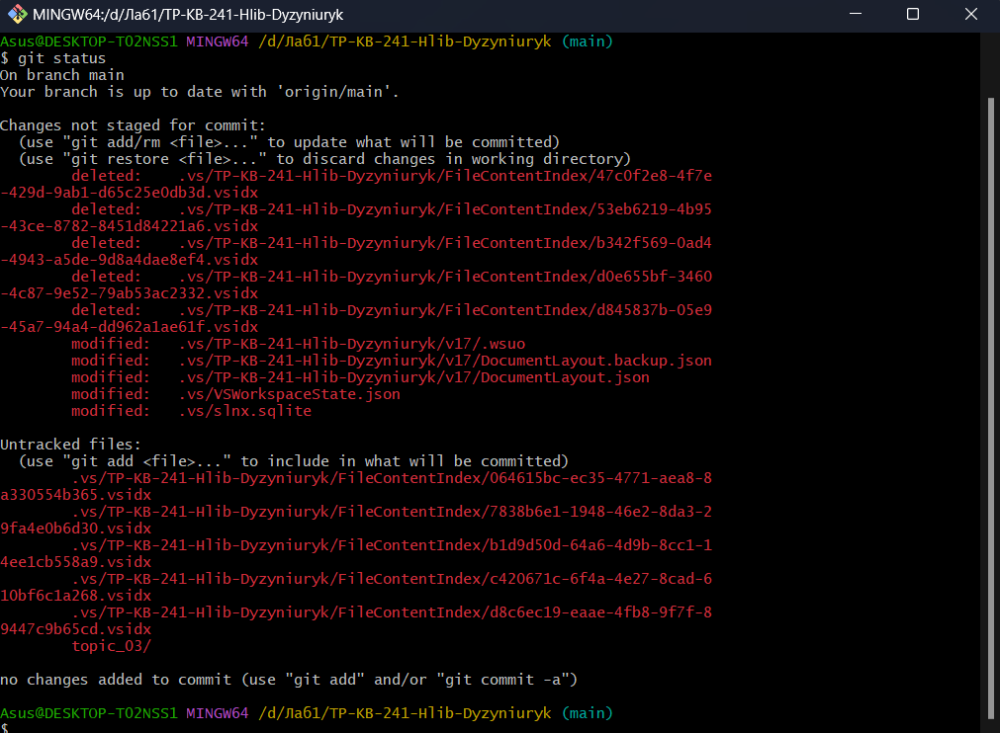 MINGW64:/d/Ла61/TP-KB-241-Hlib-Dyzyniuryk
Asus@DESKTOP-T02NSS1 MINGW64 /d/Ла61/TP-KB-241-Hlib-Dyzyniuryk (main)
$ git status
On branch main
Your branch is up to date with 'origin/main'.
Changes not staged for commit:
(use "git add/rm <file>..." to update what will be committed)
(use "git restore <file>..." to discard changes in working directory)
deleted: .vs/TP-KB-241-Hlib-Dyzyniuryk/FileContentIndex/47c0f2e8-4f7e
-429d-9ab1-d65c25e0db3d.vsidx
deleted: .vs/TP-KB-241-Hlib-Dyzyniuryk/FileContentIndex/53eb6219-4b95
-43ce-8782-8451d84221a6.vsidx
deleted: .vs/TP-KB-241-Hlib-Dyzyniuryk/FileContentIndex/b342f569-0ad4
-4943-a5de-9d8a4dae8ef4.vsidx
deleted: .vs/TP-KB-241-Hlib-Dyzyniuryk/FileContentIndex/d0e655bf-3460
-4c87-9e52-79ab53ac2332.vsidx
deleted: .vs/TP-KB-241-Hlib-Dyzyniuryk/FileContentIndex/d845837b-05e9
-45a7-94a4-dd962a1ae61f.vsidx
modified: .vs/TP-KB-241-Hlib-Dyzyniuryk/v17/.wsuo
modified: .vs/TP-KB-241-Hlib-Dyzyniuryk/v17/DocumentLayout.backup.json
modified: .vs/TP-KB-241-Hlib-Dyzyniuryk/v17/DocumentLayout.json
modified: .vs/VSWorkspaceState.json
modified: .vs/slnx.sqlite
Untracked files:
(use "git add <file>..." to include in what will be committed)
.vs/TP-KB-241-Hlib-Dyzyniuryk/FileContentIndex/064615bc-ec35-4771-aea8-8
a330554b365.vsidx
.vs/TP-KB-241-Hlib-Dyzyniuryk/FileContentIndex/7838b6e1-1948-46e2-8da3-2
9fa4e0b6d30.vsidx
.vs/TP-KB-241-Hlib-Dyzyniuryk/FileContentIndex/b1d9d50d-64a6-4d9b-8cc1-1
4ee1cb558a9.vsidx
.vs/TP-KB-241-Hlib-Dyzyniuryk/FileContentIndex/c420671c-6f4a-4e27-8cad-6
10bf6c1a268.vsidx
.vs/TP-KB-241-Hlib-Dyzyniuryk/FileContentIndex/d8c6ec19-eaae-4fb8-9f7f-8
9447c9b65cd.vsidx
topic_03/
no changes added to commit (use "git add" and/or "git commit -a")
Asus@DESKTOP-T02NSS1 MINGW64 /d/Ла61/TP-KB-241-Hlib-Dyzyniuryk (main)
$